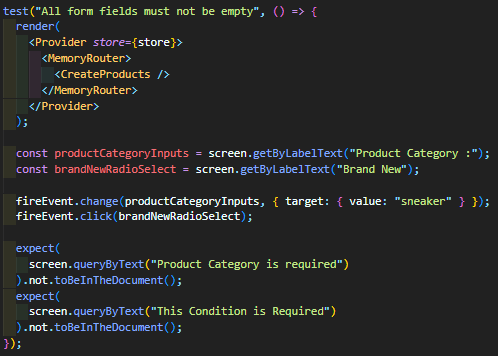 test("All form fields must not be empty", () => {
  render(
    <Provider store={store}>
      <MemoryRouter>
        <CreateProducts />
      </MemoryRouter>
    </Provider>
  );

  const productCategoryInputs = screen.getByLabelText("Product Category :");
  const brandNewRadioSelect = screen.getByLabelText("Brand New");

  fireEvent.change(productCategoryInputs, { target: { value: "sneaker" } });
  fireEvent.click(brandNewRadioSelect);

  expect(
    screen.queryByText("Product Category is required")
  ).not.toBeInTheDocument();
  expect(
    screen.queryByText("This Condition is Required")
  ).not.toBeInTheDocument();
});